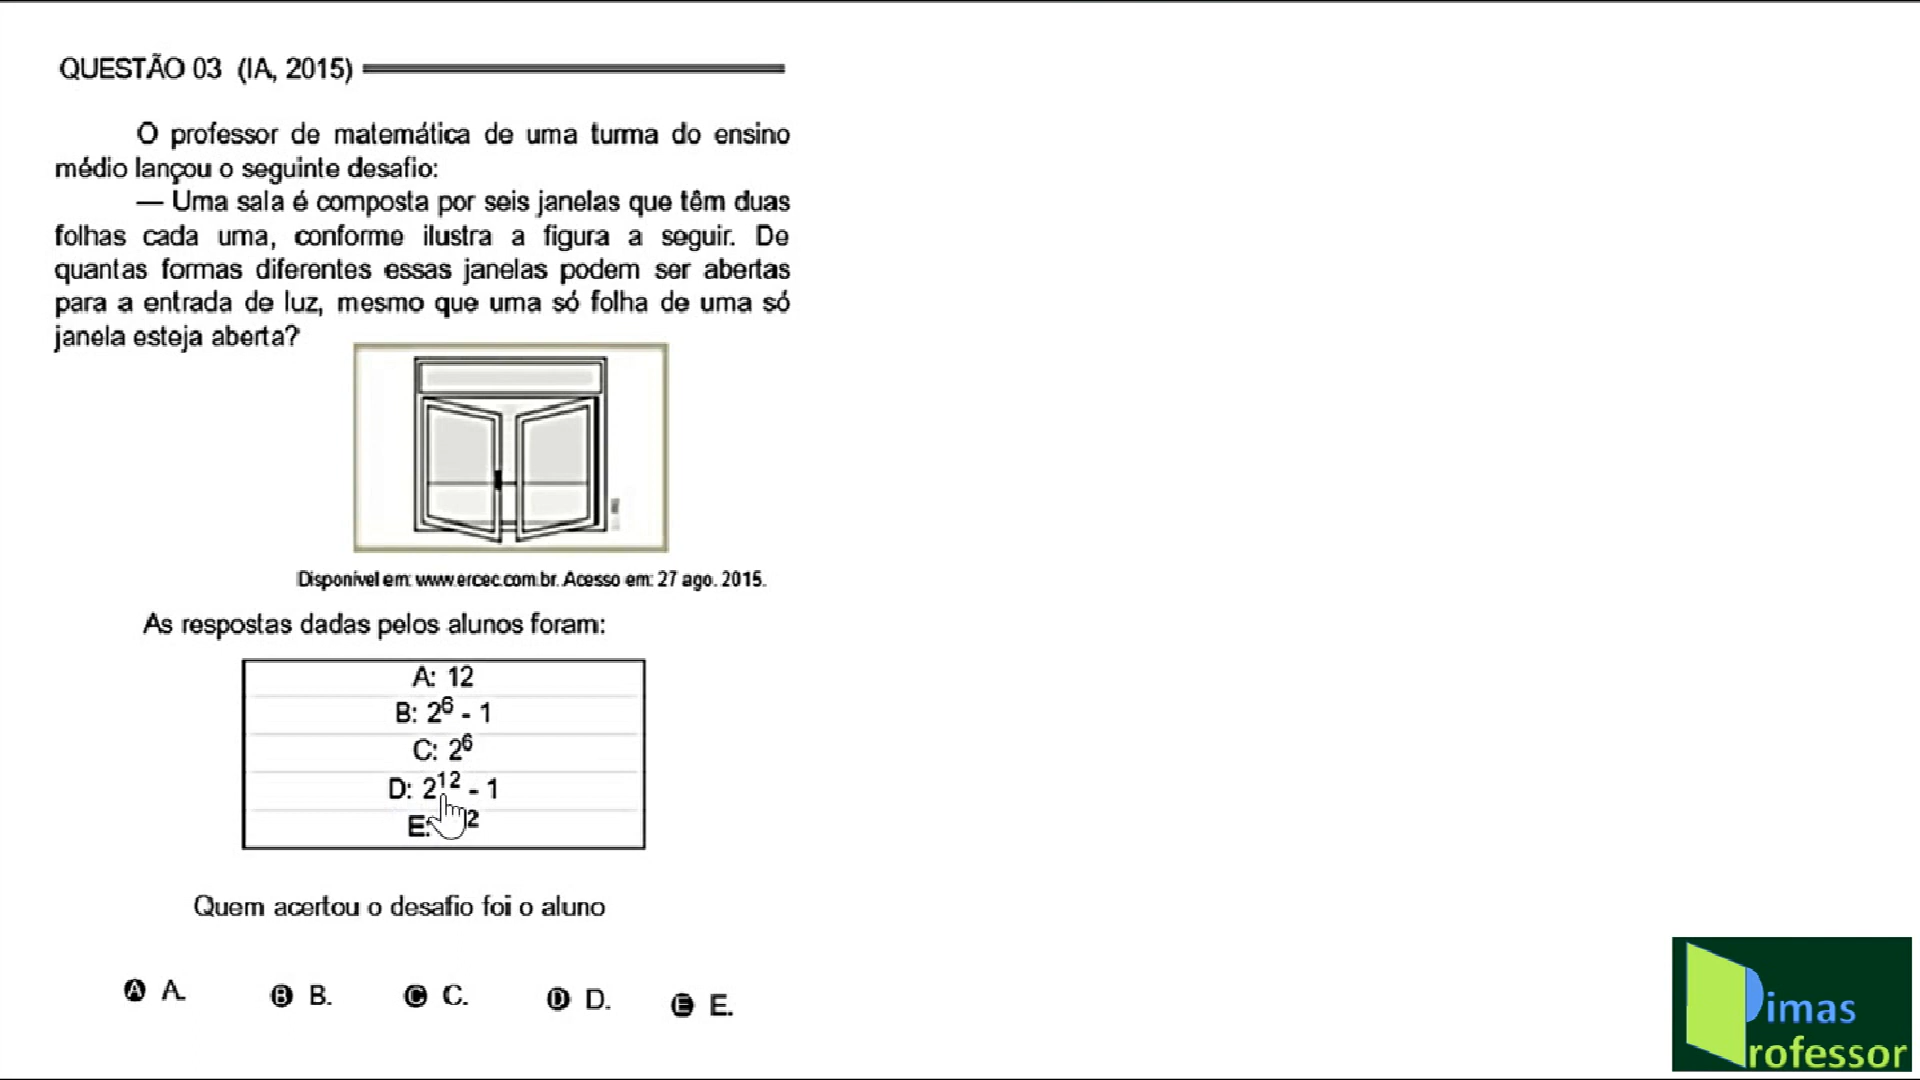 QUESTÃO 03 (IA, 2015)
O professor de matemática de uma turma do ensino
médio lançou o seguinte desafio:
— Uma sala é composta por seis janelas que têm duas
folhas cada uma, conforme ilustra a figura a seguir. De
quantas formas diferentes essas janelas podem ser abertas
para a entrada de luz, mesmo que uma só folha de uma só
janela esteja aberta?
Disponível em: www.ercec.com.br. Acesso em: 27 ago. 2015.
As respostas dadas pelos alunos foram:
A: 12
B: 2⁶ - 1
C: 2⁶
D: 2¹² - 1
E:
Quem acertou o desafio foi o aluno
A A. B B. C C. D D. E E.
Dimas
Professor